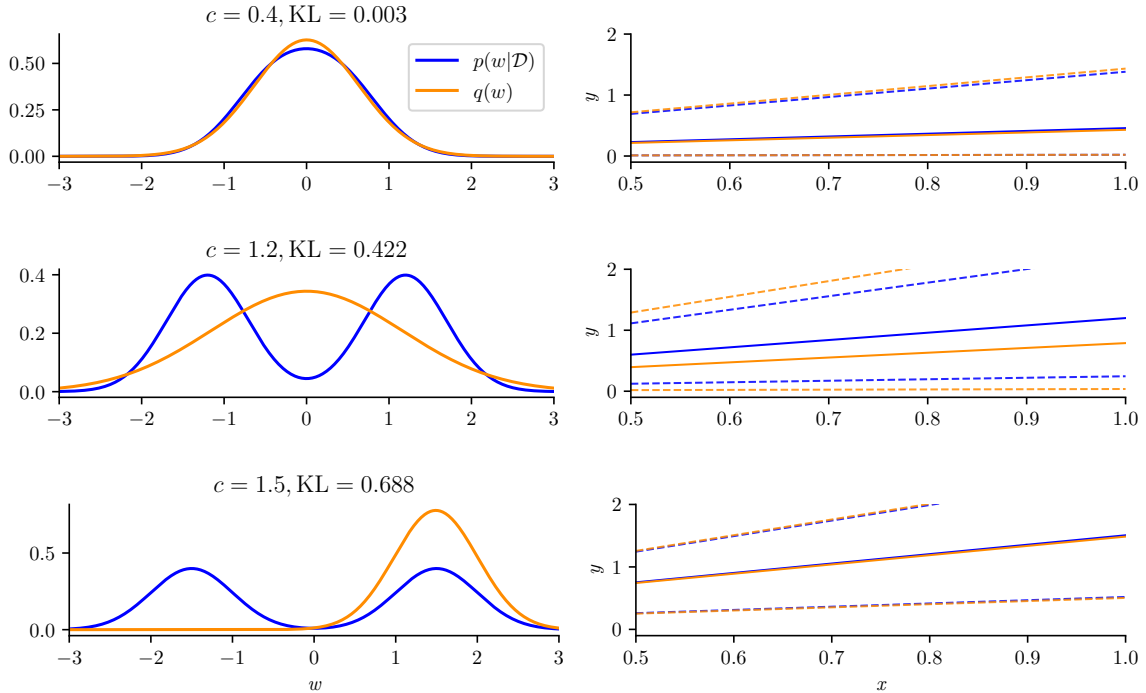 c = 0.4, KL = 0.003
0.50
0.25
0.00
−3 −2 −1 0 1 2 3
p(w|𝒟)
q(w)
2
1
0
y
0.5 0.6 0.7 0.8 0.9 1.0
c = 1.2, KL = 0.422
0.4
0.2
0.0
−3 −2 −1 0 1 2 3
2
1
0
y
0.5 0.6 0.7 0.8 0.9 1.0
c = 1.5, KL = 0.688
0.5
0.0
−3 −2 −1 0 1 2 3
w
2
1
0
y
0.5 0.6 0.7 0.8 0.9 1.0
x